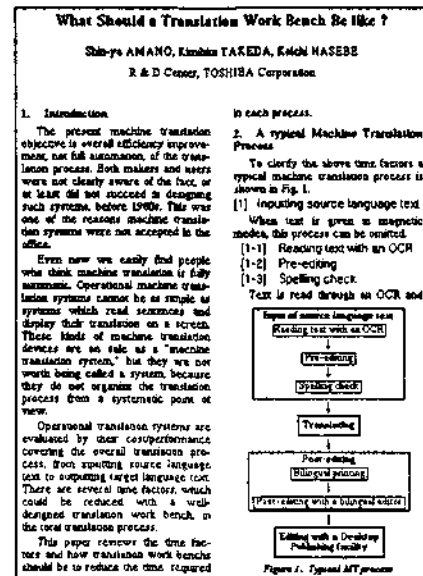 What Should a Translation Work Bench Be like ?
Shin-ya AMANO, Kimihito TAKEDA, Koichi HASEBE
R & D Center, TOSHIBA Corporation
1. Introduction
The present machine translation
objective is overall efficiency improve-
ment, not full automation, of the trans-
lation process. Both makers and users
were not clearly aware of the fact, or
at least did not succeed in designing
such systems, before 1980s. This was
one of the reasons machine transla-
tion systems were not accepted in the
office.
Even now we easily find people
who think machine translation is fully
automatic. Operational machine trans-
lation systems cannot be as simple as
systems which read sentences and
display their translation on a screen.
These kinds of machine translation
devices are on sale as a "machine
translation system," but they are not
worth being called a system, because
they do not organize the translation
process from a systematic point of
view.
Operational translation systems are
evaluated by their cost/performance
covering the overall translation pro-
cess, from inputting source language
text to outputting target language text.
There are several time factors, which
could be reduced with a well-
designed translation work bench, in
the total translation process.
This paper reviews the time fac-
tors and how translation work benchs
should be to reduce the time required
in each process.
2. A typical Machine Translation
Process
To clarify the above time factors a
typical machine translation process is
shown in Fig. 1.
[1] Inputting source language text
When text is given in magnetic
medea, this process can be omitted.
[1-1] Reading text with an OCR
[1-2] Pre-editing
[1-3] Spelling check
Text is read through an OCR and
Input of source language text
Reading text with an OCR
Pre-editing
Spelling check
Translating
Post-editing
Bilingual printing
Post-editing with a bilingual editor
Editing with a Desktop
Publishing facility
Figure 1. Typical MT process